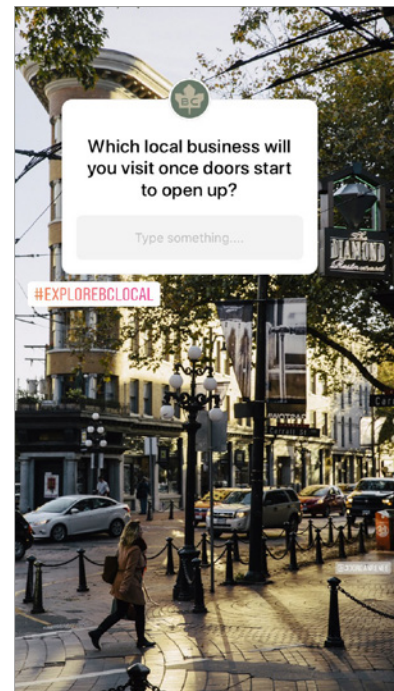 BC
Which local business will
you visit once doors start
to open up?
Type something....
#EXPLOREBCLOCAL
The
DIAMOND
Restaurant
Carrall St